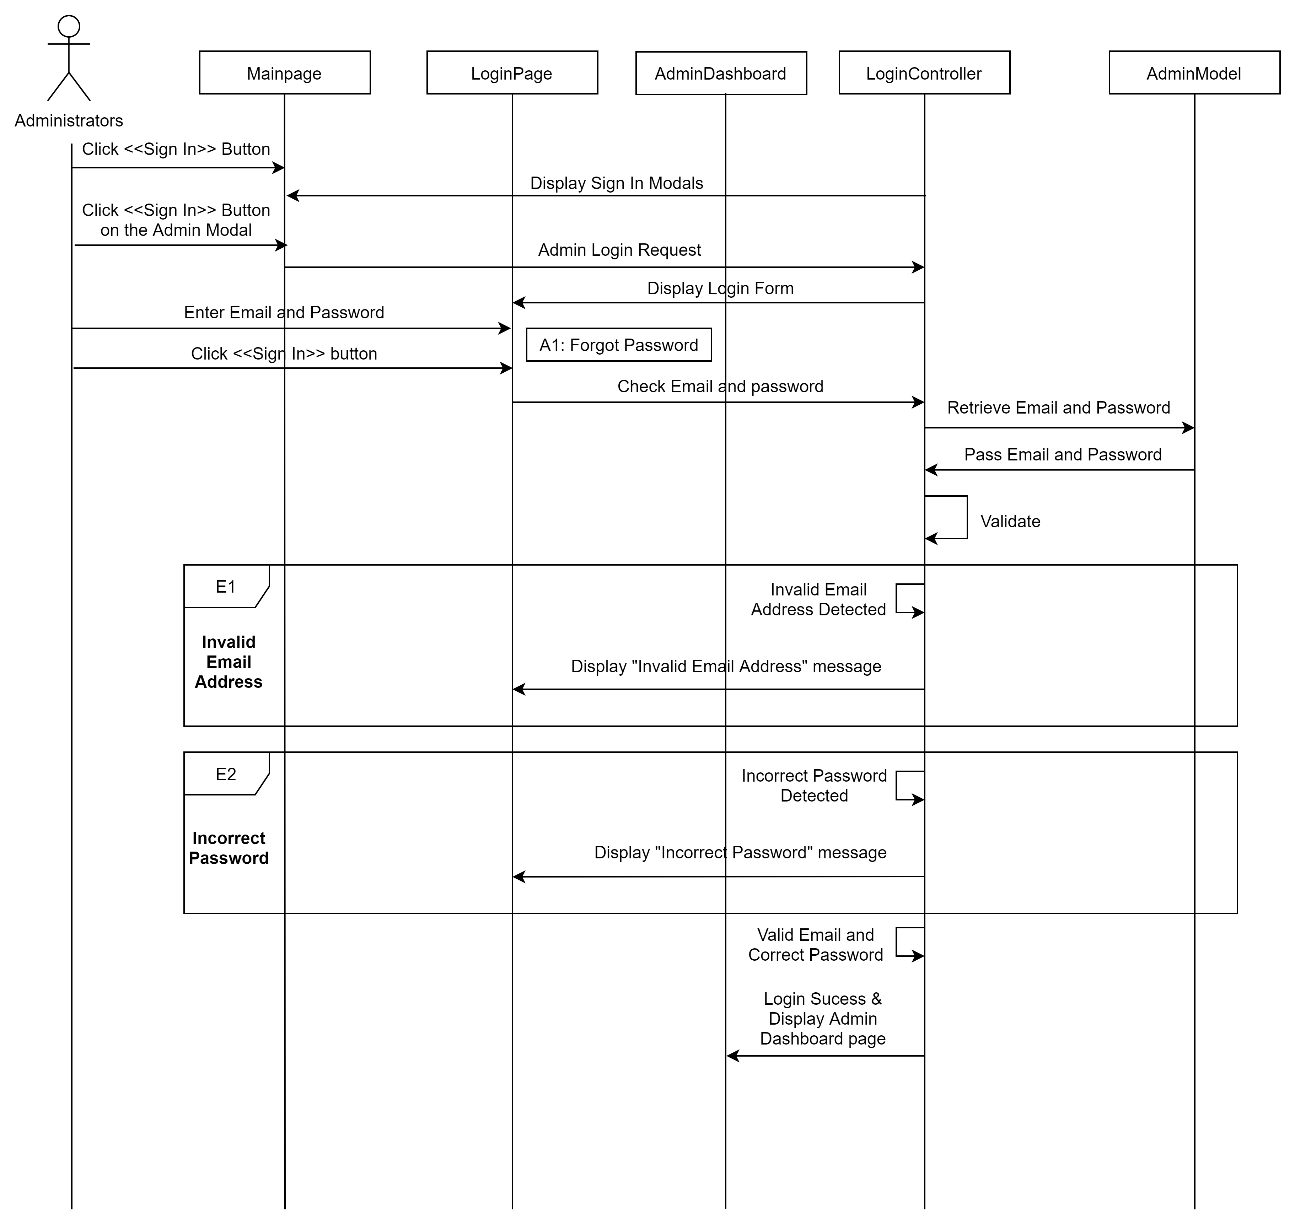 Mainpage
LoginPage
AdminDashboard
LoginController
AdminModel
Administrators
Click <<Sign In>> Button
Display Sign In Modals
Click <<Sign In>> Button
on the Admin Modal
Admin Login Request
Display Login Form
Enter Email and Password
A1: Forgot Password
Click <<Sign In>> button
Check Email and password
Retrieve Email and Password
Pass Email and Password
Validate
E1
Invalid Email
Address Detected
Invalid
Email
Address
Display "Invalid Email Address" message
E2
Incorrect Password
Detected
Incorrect
Password
Display "Incorrect Password" message
Valid Email and
Correct Password
Login Sucess &
Display Admin
Dashboard page